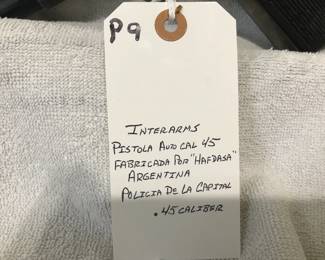 P9
INTERARMS
PISTOLA AUTO CAL 45
FABRICADA POR "HAFDASA"
ARGENTINA
POLICIA DE LA CAPITAL
.45 CALIBER